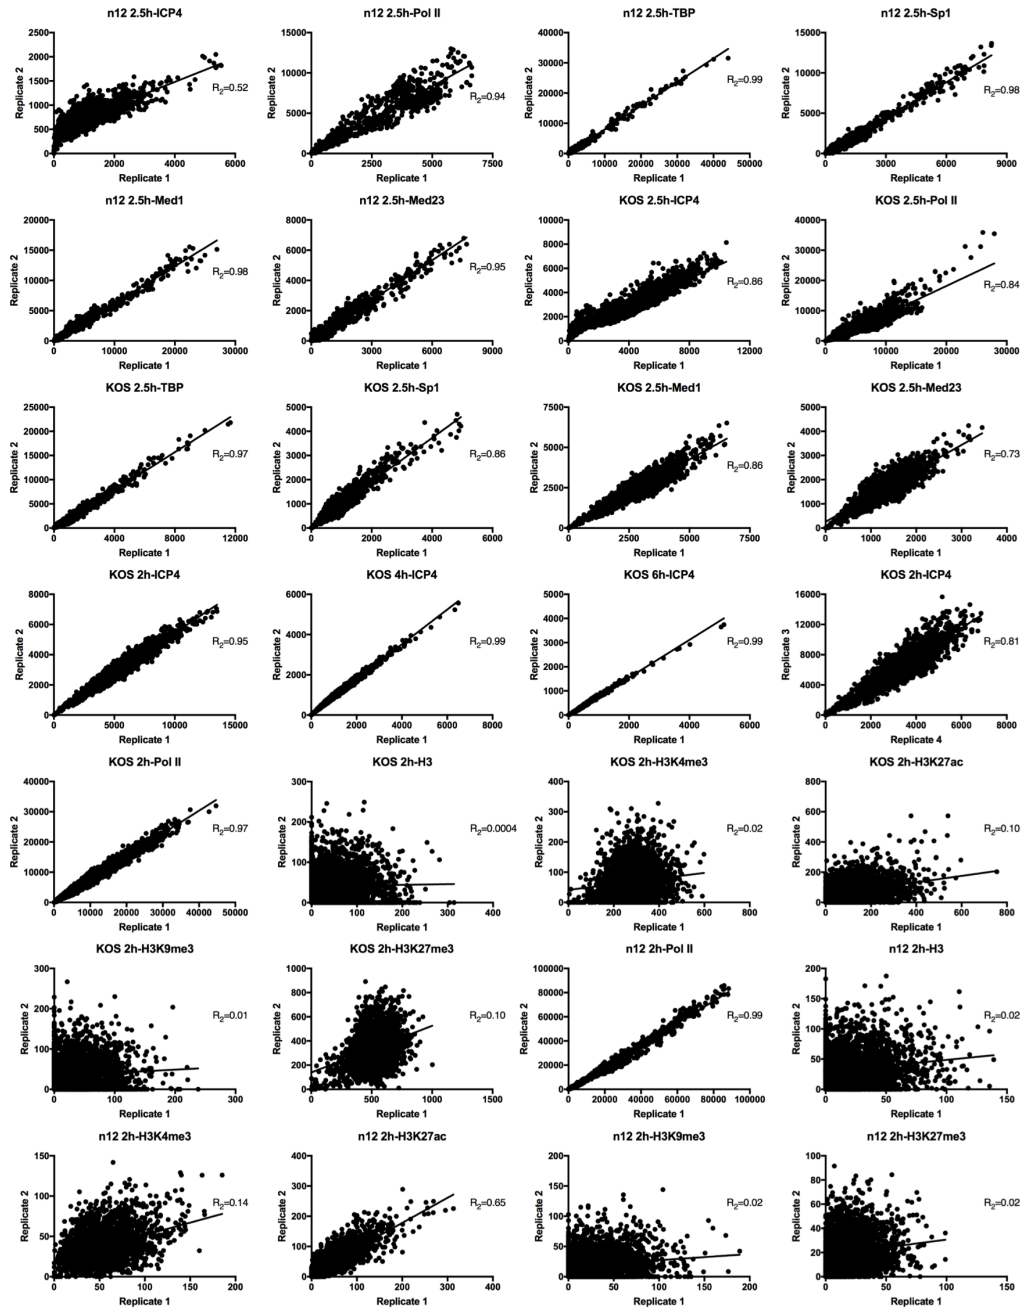 n12 2.5h-ICP4
Replicate 2
2500
2000
1500
1000
500
0
R₂=0.52
0 2000 4000 6000
Replicate 1
n12 2.5h-Pol II
Replicate 2
15000
10000
5000
0
R₂=0.94
0 2500 5000 7500
Replicate 1
n12 2.5h-TBP
Replicate 2
40000
30000
20000
10000
0
R₂=0.99
0 10000 20000 30000 40000 50000
Replicate 1
n12 2.5h-Sp1
Replicate 2
15000
10000
5000
0
R₂=0.98
0 3000 6000 9000
Replicate 1
n12 2.5h-Med1
Replicate 2
20000
15000
10000
5000
0
R₂=0.98
0 10000 20000 30000
Replicate 1
n12 2.5h-Med23
Replicate 2
8000
6000
4000
2000
0
R₂=0.95
0 3000 6000 9000
Replicate 1
KOS 2.5h-ICP4
Replicate 2
10000
8000
6000
4000
2000
0
R₂=0.86
0 4000 8000 12000
Replicate 1
KOS 2.5h-Pol II
Replicate 2
40000
30000
20000
10000
0
R₂=0.84
0 10000 20000 30000
Replicate 1
KOS 2.5h-TBP
Replicate 2
25000
20000
15000
10000
5000
0
R₂=0.97
0 4000 8000 12000
Replicate 1
KOS 2.5h-Sp1
Replicate 2
5000
4000
3000
2000
1000
0
R₂=0.86
0 2000 4000 6000
Replicate 1
KOS 2.5h-Med1
Replicate 2
7500
5000
2500
0
R₂=0.86
0 2500 5000 7500
Replicate 1
KOS 2.5h-Med23
Replicate 2
5000
4000
3000
2000
1000
0
R₂=0.73
0 1000 2000 3000 4000
Replicate 1
KOS 2h-ICP4
Replicate 2
8000
6000
4000
2000
0
R₂=0.95
0 5000 10000 15000
Replicate 1
KOS 4h-ICP4
Replicate 2
6000
4000
2000
0
R₂=0.99
0 2000 4000 6000 8000
Replicate 1
KOS 6h-ICP4
Replicate 2
5000
4000
3000
2000
1000
0
R₂=0.99
0 2000 4000 6000
Replicate 1
KOS 2h-ICP4
Replicate 3
16000
12000
8000
4000
0
R₂=0.81
0 2000 4000 6000 8000
Replicate 4
KOS 2h-Pol II
Replicate 2
40000
30000
20000
10000
0
R₂=0.97
0 10000 20000 30000 40000 50000
Replicate 1
KOS 2h-H3
Replicate 2
300
200
100
0
R₂=0.0004
0 100 200 300 400
Replicate 1
KOS 2h-H3K4me3
Replicate 2
400
300
200
100
0
R₂=0.02
0 200 400 600 800
Replicate 1
KOS 2h-H3K27ac
Replicate 2
800
600
400
200
0
R₂=0.10
0 200 400 600 800
Replicate 1
KOS 2h-H3K9me3
Replicate 2
300
200
100
0
R₂=0.01
0 100 200 300
Replicate 1
KOS 2h-H3K27me3
Replicate 2
1000
800
600
400
200
0
R₂=0.10
0 500 1000 1500
Replicate 1
n12 2h-Pol II
Replicate 2
100000
80000
60000
40000
20000
0
R₂=0.99
0 20000 40000 60000 80000 100000
Replicate 1
n12 2h-H3
Replicate 2
200
150
100
50
0
R₂=0.02
0 50 100 150
Replicate 1
n12 2h-H3K4me3
Replicate 2
150
100
50
0
R₂=0.14
0 50 100 150 200
Replicate 1
n12 2h-H3K27ac
Replicate 2
400
300
200
100
0
R₂=0.65
0 100 200 300 400
Replicate 1
n12 2h-H3K9me3
Replicate 2
200
150
100
50
0
R₂=0.02
0 50 100 150 200
Replicate 1
n12 2h-H3K27me3
Replicate 2
100
80
60
40
20
0
R₂=0.02
0 50 100 150
Replicate 1